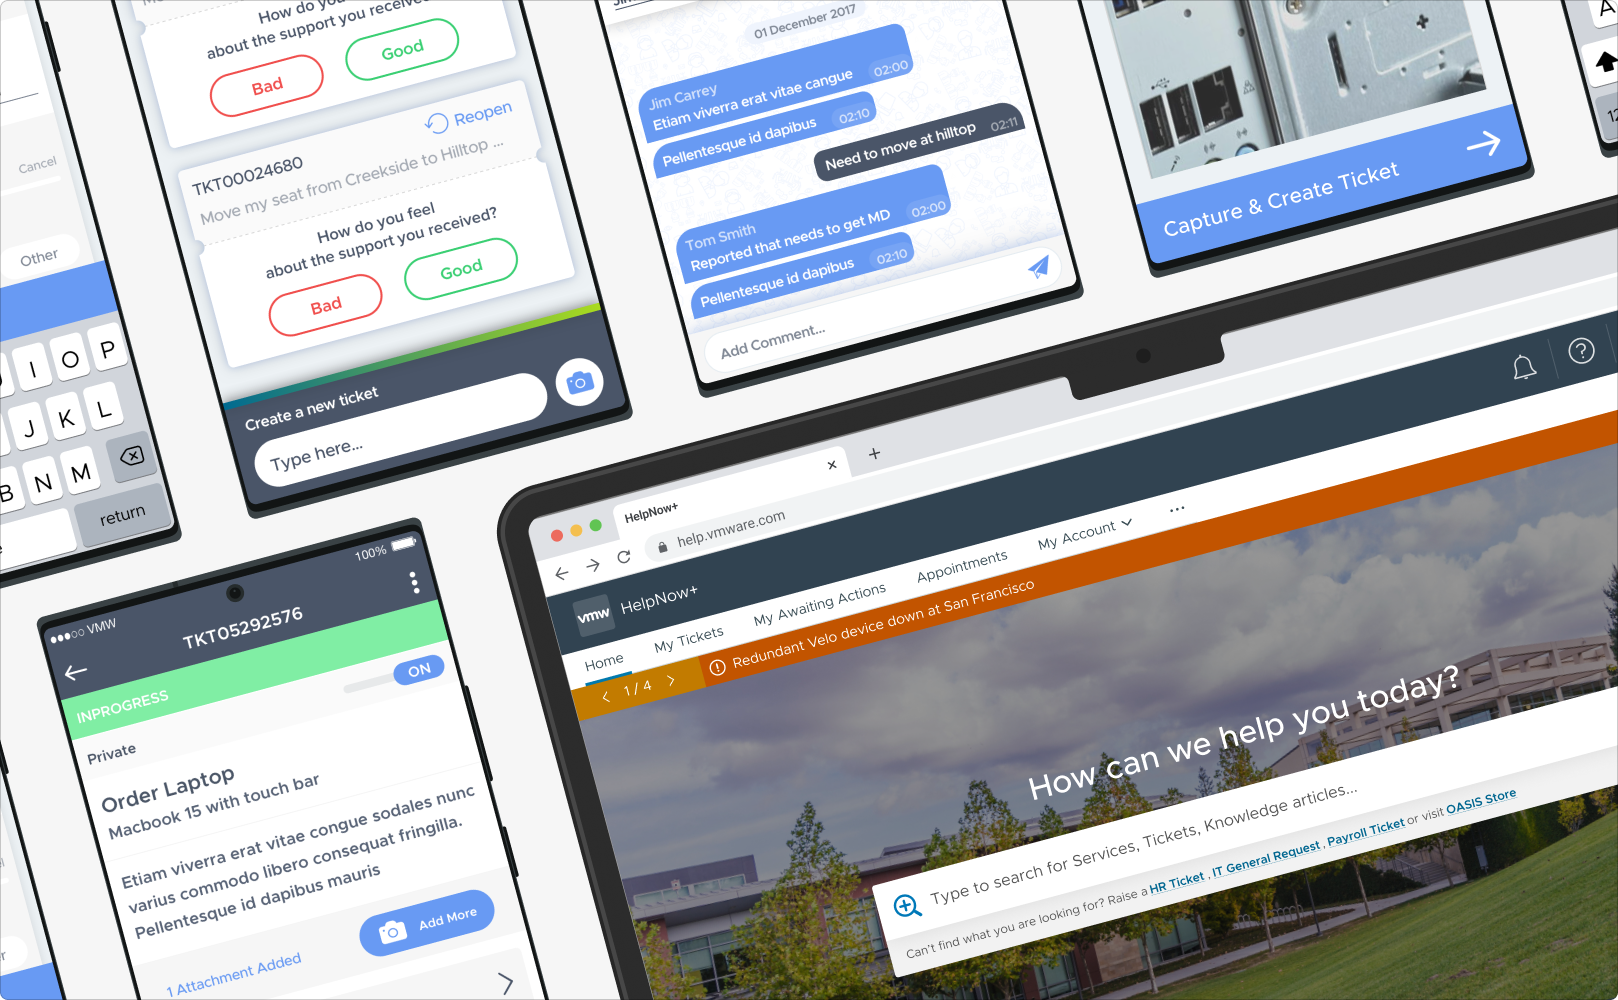 Cancel
Other
I O P
J K L
B N M
return
How do you feel
about the support you received?
Bad
Good
Reopen
TKT00024680
Move my seat from Creekside to Hilltop ...
How do you feel
about the support you received?
Bad
Good
Create a new ticket
Type here...
01 December 2017
Jim Carrey
Etiam viverra erat vitae cangue 02:00
Pellentesque id dapibus 02:10
Need to move at hilltop 02:11
Tom Smith
Reported that needs to get MD 02:00
Pellentesque id dapibus 02:10
Add Comment...
Capture & Create Ticket
A
12
VMW
100%
TKT05292576
INPROGRESS
ON
Private
Order Laptop
Macbook 15 with touch bar
Etiam viverra erat vitae congue sodales nunc
varius commodo libero consequat fringilla.
Pellentesque id dapibus mauris
Add More
1 Attachment Added
HelpNow+
help.vmware.com
vmw HelpNow+
Home My Tickets My Awaiting Actions Appointments My Account ...
1 / 4 Redundant Velo device down at San Francisco
How can we help you today?
Type to search for Services, Tickets, Knowledge articles...
Can't find what you are looking for? Raise a HR Ticket , IT General Request , Payroll Ticket or visit OASIS Store